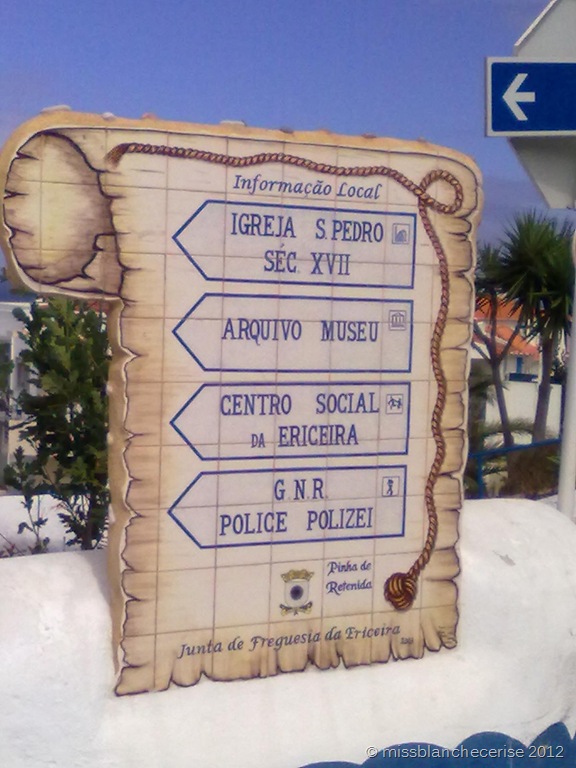 Informação Local
IGREJA S. PEDRO
SÉC. XVII
ARQUIVO MUSEU
CENTRO SOCIAL
DA ERICEIRA
G.N.R.
POLICE POLIZEI
Pinha de
Retenida
Junta de Freguesia da Ericeira
© missblanchecerise 2012